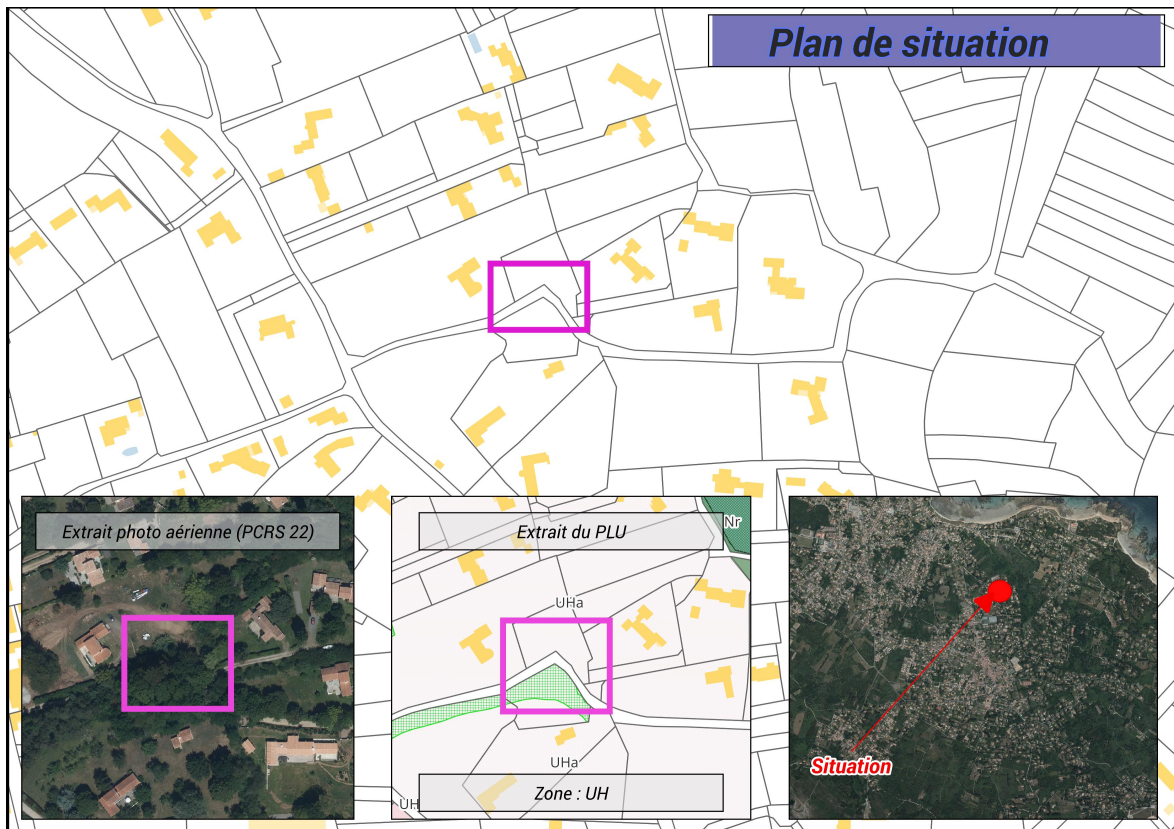 Plan de situation
Extrait photo aérienne (PCRS 22)
Extrait du PLU
Nr
UHa
UHa
UH
Zone : UH
Situation